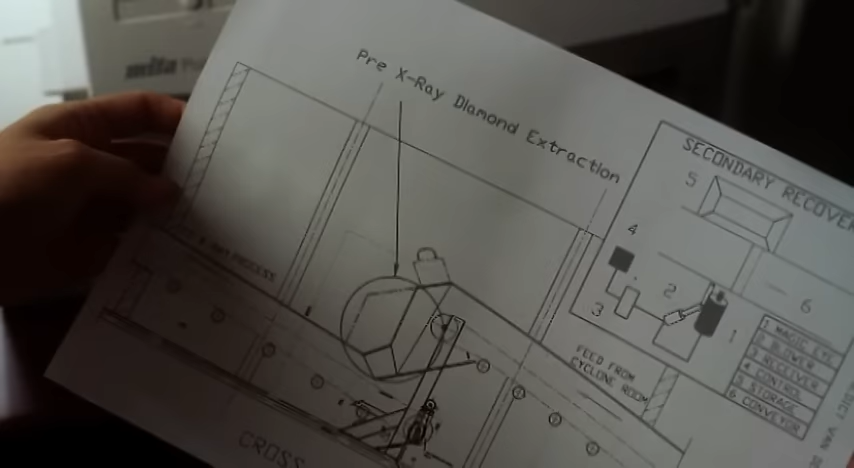 mita
Pre X-Ray Diamond Extraction
SECONDARY RECOVER
5
4
3
2
1
6
1 MAGIC EYE
2 BLOWER
3 RECEIVER
4 CONTROL
5 STORAGE
6 CONVEYOR
PROCESS
FEED FROM
CYCLONE ROOM
CROSS